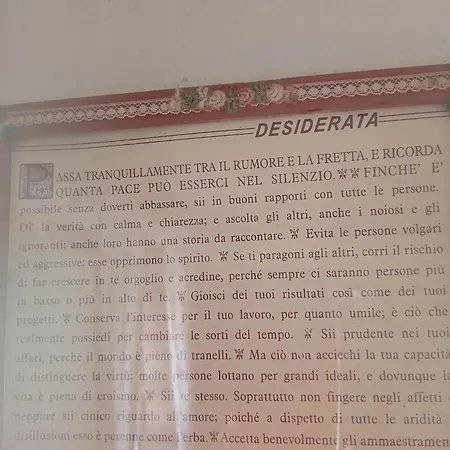 DESIDERATA
PASSA TRANQUILLAMENTE TRA IL RUMORE E LA FRETTA, E RICORDA
QUANTA PACE PUÒ ESSERCI NEL SILENZIO. FINCHE' E'
possibile senza doverti abbassare, sii in buoni rapporti con tutte le persone.
Di' la verità con calma e chiarezza; e ascolta gli altri, anche i noiosi e gli
ignoranti; anche loro hanno una storia da raccontare. Evita le persone volgari
ed aggressive; esse opprimono lo spirito. Se ti paragoni agli altri, corri il rischio
di far crescere in te orgoglio e acredine, perché sempre ci saranno persone più
in basso o più in alto di te. Gioisci dei tuoi risultati così come dei tuoi
progetti. Conserva l'interesse per il tuo lavoro, per quanto umile; è ciò che
realmente possiedi per cambiare le sorti del tempo. Sii prudente nei tuoi
affari, perché il mondo è pieno di tranelli. Ma ciò non acciechi la tua capacità
di distinguere la virtù; molte persone lottano per grandi ideali, e dovunque la
vita è piena di eroismo. Sii te stesso. Soprattutto non fingere negli affetti e
neppure sii cinico riguardo all'amore; poiché a dispetto di tutte le aridità e
disillusioni esso è perenne come l'erba. Accetta benevolmente gli ammaestramen